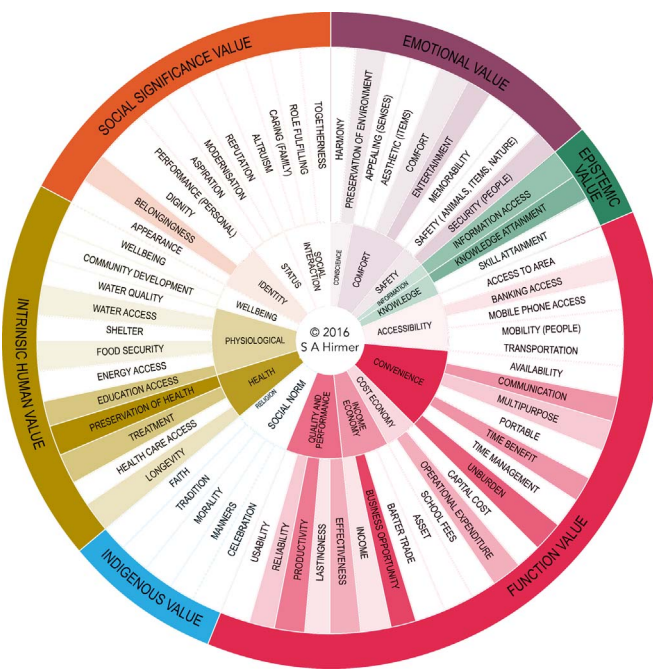 © 2016
S A Hirmer
EMOTIONAL VALUE
EPISTEMIC
VALUE
FUNCTION VALUE
INDIGENOUS VALUE
INTRINSIC HUMAN VALUE
SOCIAL SIGNIFICANCE VALUE
CONSCIENCE
COMFORT
SAFETY
INFORMATION
KNOWLEDGE
ACCESSIBILITY
CONVENIENCE
COST ECONOMY
INCOME
ECONOMY
QUALITY AND
PERFORMANCE
SOCIAL NORM
RELIGION
HEALTH
PHYSIOLOGICAL
WELLBEING
IDENTITY
STATUS
SOCIAL
INTERACTION
HARMONY
PRESERVATION OF ENVIRONMENT
APPEALING (SENSES)
AESTHETIC (ITEMS)
COMFORT
ENTERTAINMENT
MEMORABILITY
SAFETY (ANIMALS, ITEMS, NATURE)
SECURITY (PEOPLE)
INFORMATION ACCESS
KNOWLEDGE ATTAINMENT
SKILL ATTAINMENT
ACCESS TO AREA
BANKING ACCESS
MOBILE PHONE ACCESS
MOBILITY (PEOPLE)
TRANSPORTATION
AVAILABILITY
COMMUNICATION
MULTIPURPOSE
PORTABLE
TIME BENEFIT
TIME MANAGEMENT
UNBURDEN
CAPITAL COST
OPERATIONAL EXPENDITURE
SCHOOL FEES
ASSET
BARTER TRADE
BUSINESS OPPORTUNITY
INCOME
EFFECTIVENESS
LASTINGNESS
PRODUCTIVITY
RELIABILITY
USABILITY
CELEBRATION
MANNERS
MORALITY
TRADITION
FAITH
LONGEVITY
HEALTH CARE ACCESS
TREATMENT
PRESERVATION OF HEALTH
EDUCATION ACCESS
ENERGY ACCESS
FOOD SECURITY
SHELTER
WATER ACCESS
WATER QUALITY
COMMUNITY DEVELOPMENT
WELLBEING
APPEARANCE
BELONGINGNESS
DIGNITY
PERFORMANCE (PERSONAL)
ASPIRATION
MODERNISATION
REPUTATION
ALTRUISM
CARING (FAMILY)
ROLE FULFILLING
TOGETHERNESS